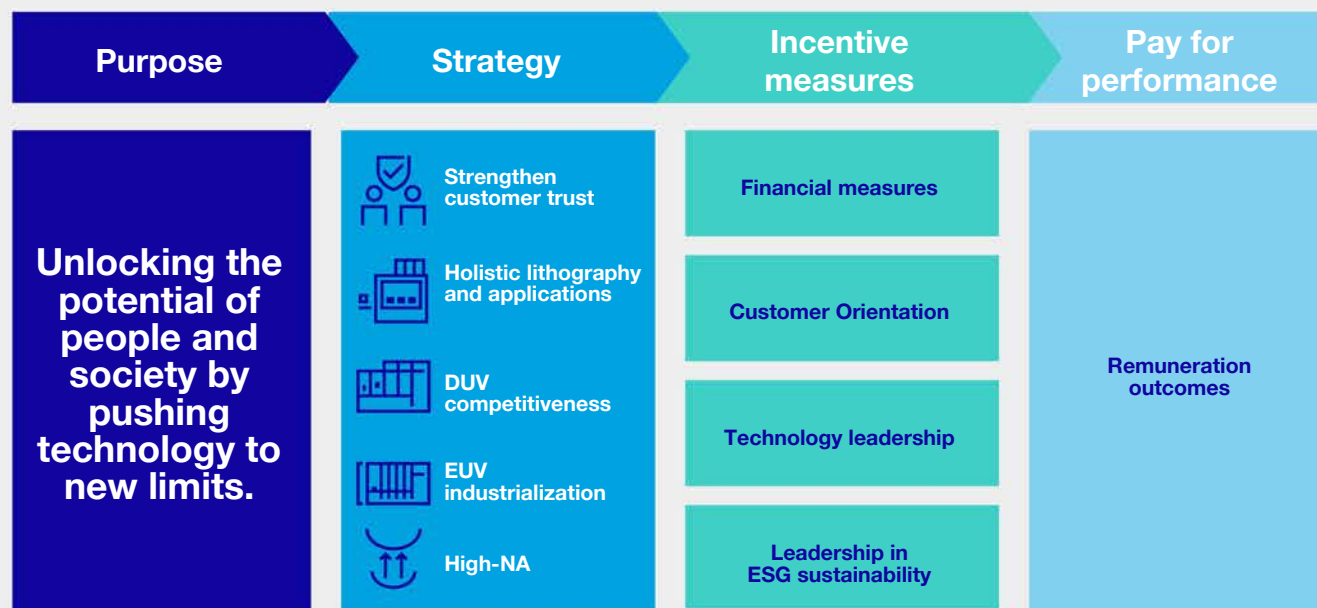 Purpose
Strategy
Incentive
measures
Pay for
performance
Unlocking the
potential of
people and
society by
pushing
technology to
new limits.
Strengthen
customer trust
Holistic lithography
and applications
DUV
competitiveness
EUV
industrialization
High-NA
Financial measures
Customer Orientation
Technology leadership
Leadership in
ESG sustainability
Remuneration
outcomes